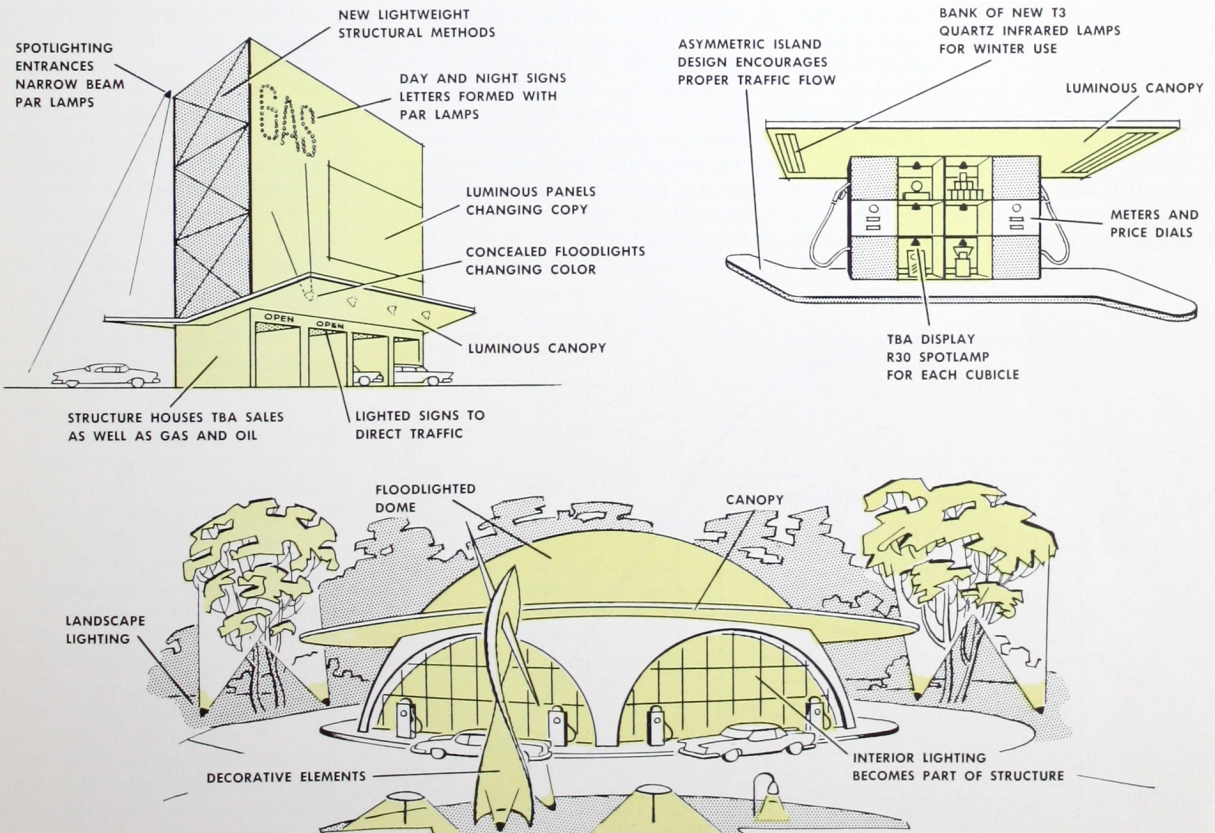 NEW LIGHTWEIGHT
STRUCTURAL METHODS
SPOTLIGHTING
ENTRANCES
NARROW BEAM
PAR LAMPS
DAY AND NIGHT SIGNS
LETTERS FORMED WITH
PAR LAMPS
GAS
LUMINOUS PANELS
CHANGING COPY
CONCEALED FLOODLIGHTS
CHANGING COLOR
OPEN
OPEN
LUMINOUS CANOPY
STRUCTURE HOUSES TBA SALES
AS WELL AS GAS AND OIL
LIGHTED SIGNS TO
DIRECT TRAFFIC
BANK OF NEW T3
QUARTZ INFRARED LAMPS
FOR WINTER USE
ASYMMETRIC ISLAND
DESIGN ENCOURAGES
PROPER TRAFFIC FLOW
LUMINOUS CANOPY
METERS AND
PRICE DIALS
TBA DISPLAY
R30 SPOTLAMP
FOR EACH CUBICLE
FLOODLIGHTED
DOME
CANOPY
LANDSCAPE
LIGHTING
DECORATIVE ELEMENTS
INTERIOR LIGHTING
BECOMES PART OF STRUCTURE